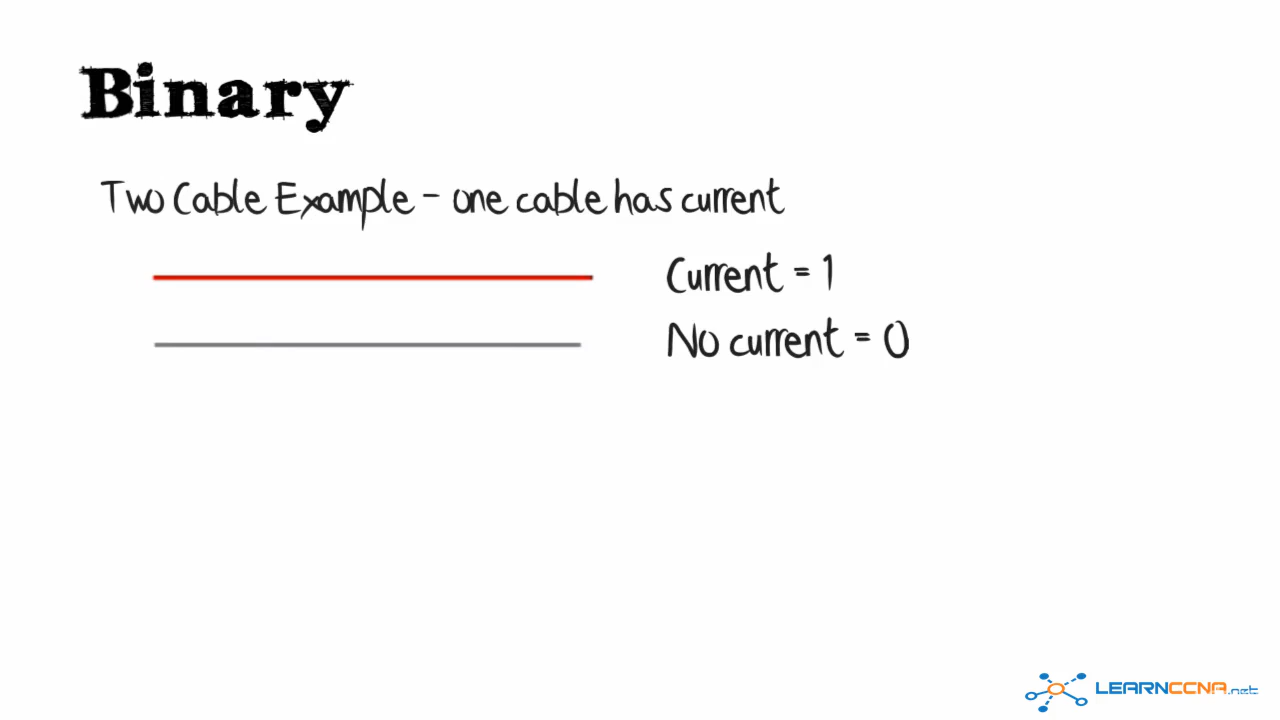 Binary
Two Cable Example - one cable has current
Current = 1
No current = 0
LEARNCCNA.net